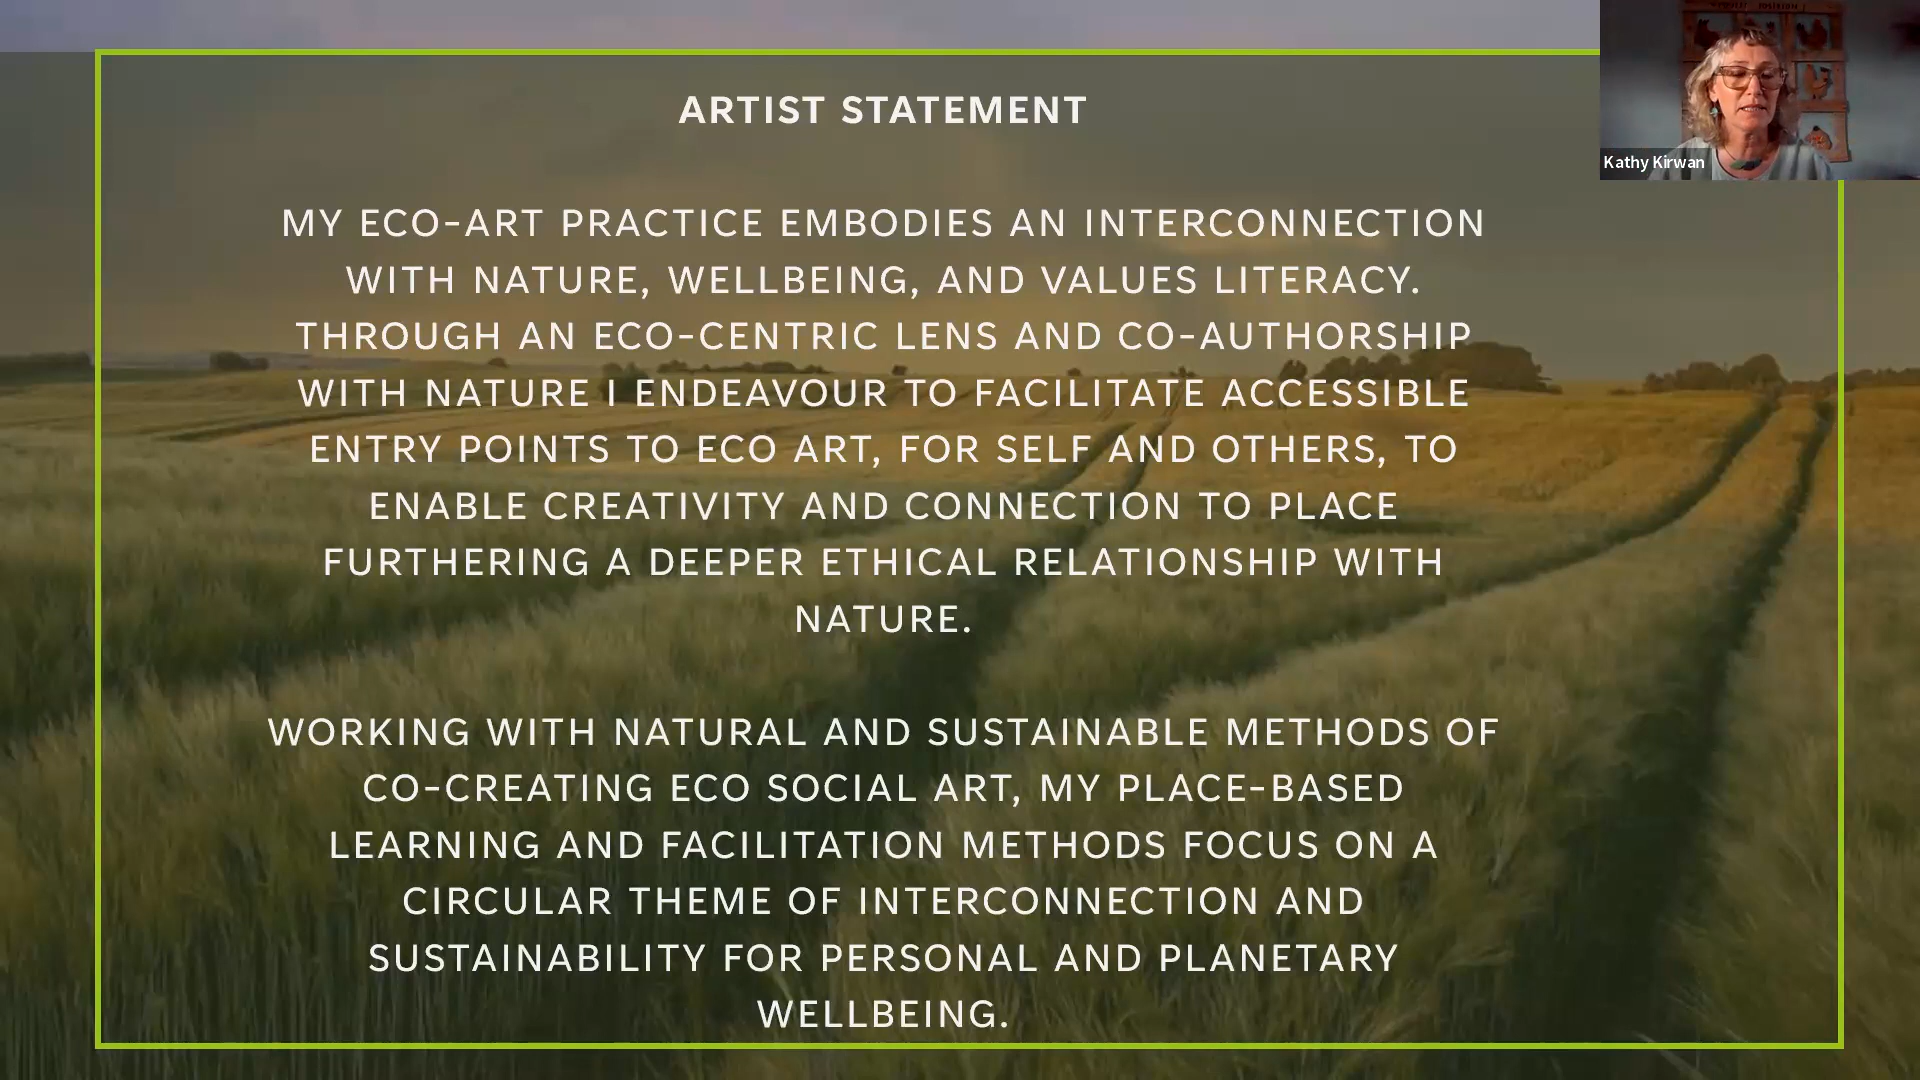 ARTIST STATEMENT
MY ECO-ART PRACTICE EMBODIES AN INTERCONNECTION
WITH NATURE, WELLBEING, AND VALUES LITERACY.
THROUGH AN ECO-CENTRIC LENS AND CO-AUTHORSHIP
WITH NATURE I ENDEAVOUR TO FACILITATE ACCESSIBLE
ENTRY POINTS TO ECO ART, FOR SELF AND OTHERS, TO
ENABLE CREATIVITY AND CONNECTION TO PLACE
FURTHERING A DEEPER ETHICAL RELATIONSHIP WITH
NATURE.
WORKING WITH NATURAL AND SUSTAINABLE METHODS OF
CO-CREATING ECO SOCIAL ART, MY PLACE-BASED
LEARNING AND FACILITATION METHODS FOCUS ON A
CIRCULAR THEME OF INTERCONNECTION AND
SUSTAINABILITY FOR PERSONAL AND PLANETARY
WELLBEING.
Kathy Kirwan